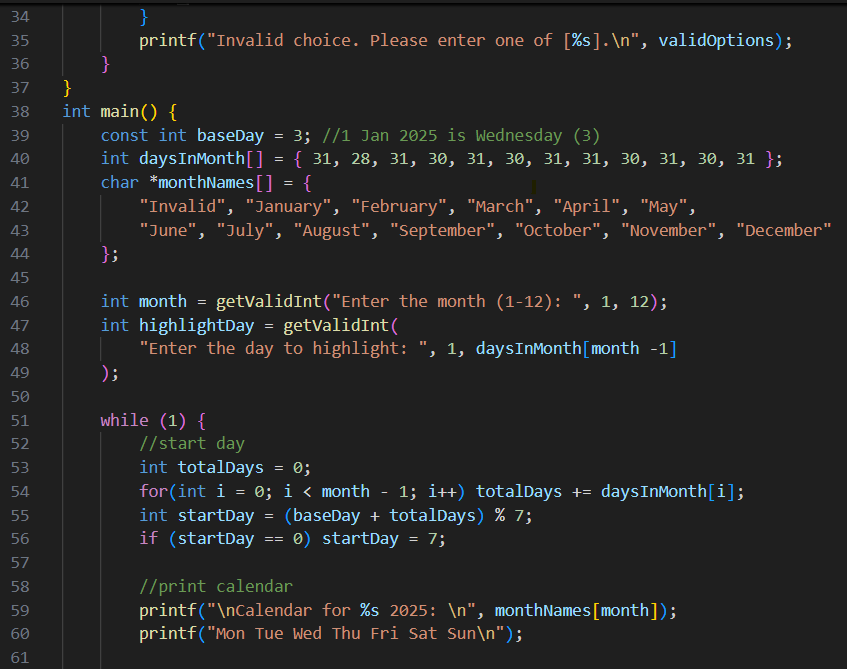 34 }
35 printf("Invalid choice. Please enter one of [%s].\n", validOptions);
36 }
37 }
38 int main() {
39 const int baseDay = 3; //1 Jan 2025 is Wednesday (3)
40 int daysInMonth[] = { 31, 28, 31, 30, 31, 30, 31, 31, 30, 31, 30, 31 };
41 char *monthNames[] = {
42 "Invalid", "January", "February", "March", "April", "May",
43 "June", "July", "August", "September", "October", "November", "December"
44 };
45
46 int month = getValidInt("Enter the month (1-12): ", 1, 12);
47 int highlightDay = getValidInt(
48 "Enter the day to highlight: ", 1, daysInMonth[month -1]
49 );
50
51 while (1) {
52 //start day
53 int totalDays = 0;
54 for(int i = 0; i < month - 1; i++) totalDays += daysInMonth[i];
55 int startDay = (baseDay + totalDays) % 7;
56 if (startDay == 0) startDay = 7;
57
58 //print calendar
59 printf("\nCalendar for %s 2025: \n", monthNames[month]);
60 printf("Mon Tue Wed Thu Fri Sat Sun\n");
61